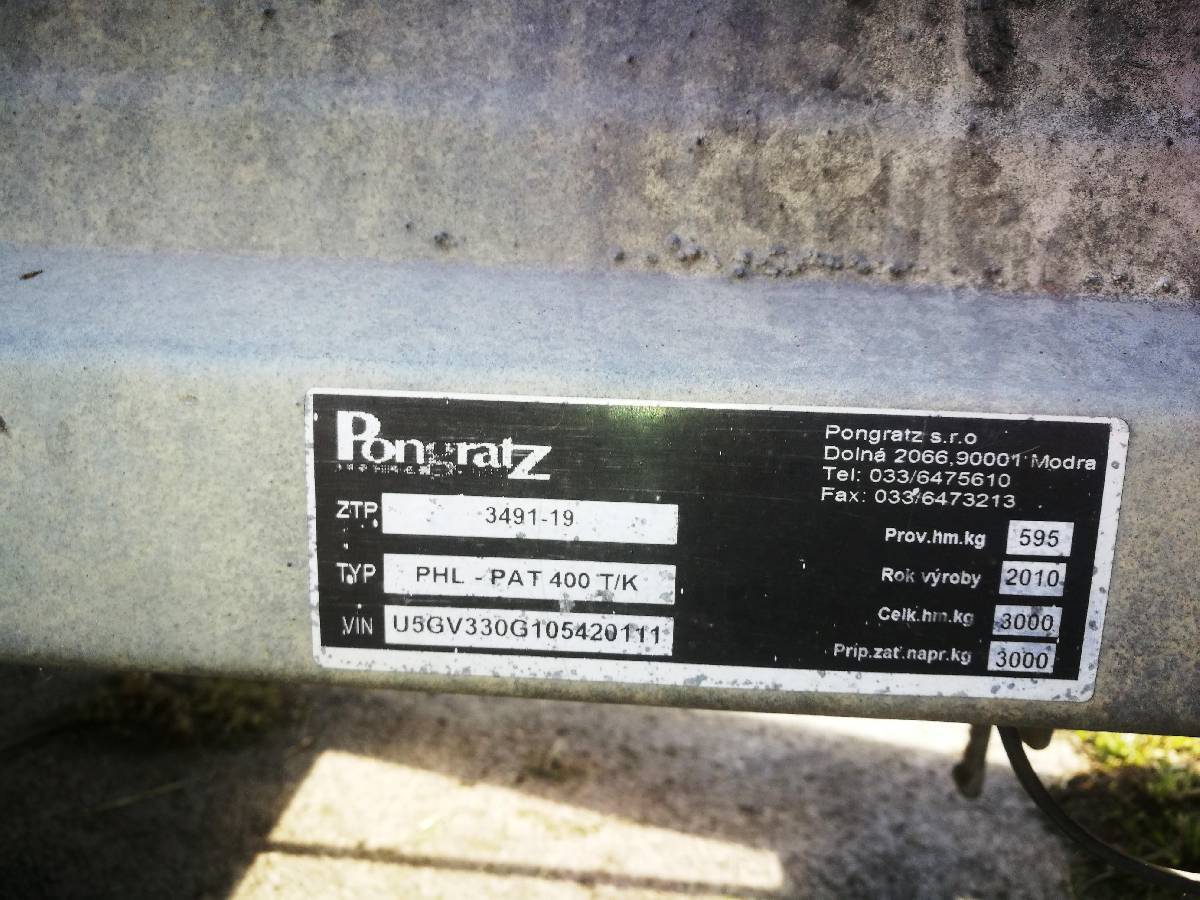 Pongratz
ZTP 3491-19
TYP PHL - PAT 400 T/K
VIN U5GV330G105420111
Pongratz s.r.o
Dolná 2066,90001 Modra
Tel: 033/6475610
Fax: 033/6473213
Prov.hm.kg 595
Rok výroby 2010
Celk.hm.kg 3000
Príp.zať.napr.kg 3000